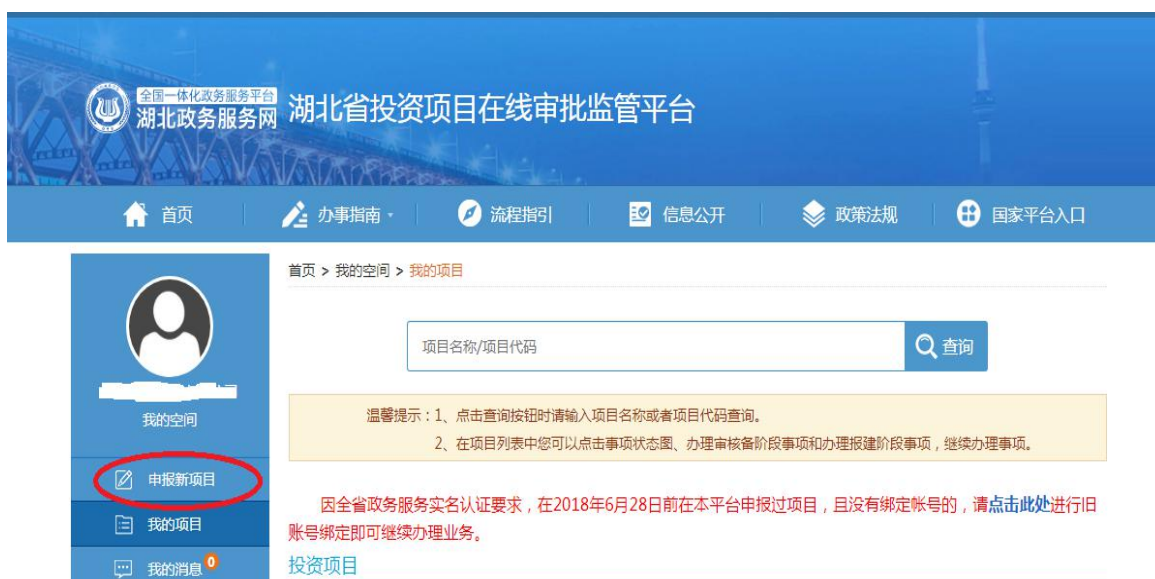 全国一体化政务服务平台
湖北政务服务网
湖北省投资项目在线审批监管平台
首页
办事指南
流程指引
信息公开
政策法规
国家平台入口
首页 > 我的空间 > 我的项目
项目名称/项目代码
查询
我的空间
温馨提示：1、点击查询按钮时请输入项目名称或者项目代码查询。
2、在项目列表中您可以点击事项状态图、办理审核备阶段事项和办理报建阶段事项，继续办理事项。
申报新项目
我的项目
我的消息 0
因全省政务服务实名认证要求，在2018年6月28日前在本平台申报过项目，且没有绑定帐号的，请点击此处进行旧
账号绑定即可继续办理业务。
投资项目